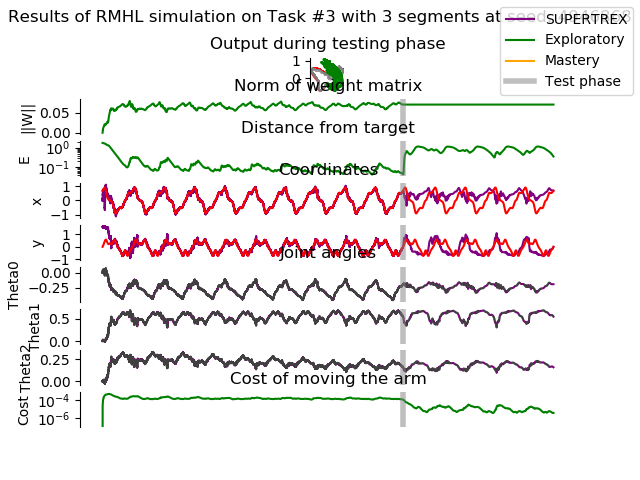 Results of RMHL simulation on Task #3 with 3 segments at
SUPERTREX
Exploratory
Mastery
Test phase
Output during testing phase
1
0
Norm of weight matrix
||W||
0.05
0.00
Distance from target
E
10^0
10^-1
Coordinates
x
1
0
−1
y
1
0
−1
Joint angles
Theta0
0.00
−0.25
Theta1
0.5
0.0
Theta2
0.25
0.00
Cost of moving the arm
Cost
10^-4
10^-6